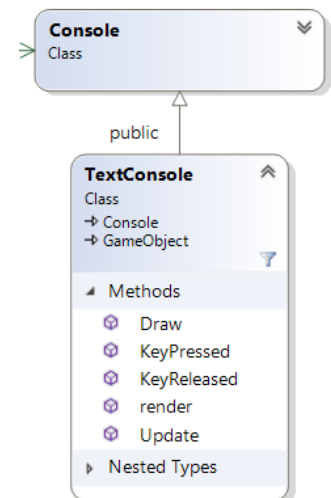 Console
Class
public
TextConsole
Class
Console
GameObject
Methods
Draw
KeyPressed
KeyReleased
render
Update
Nested Types